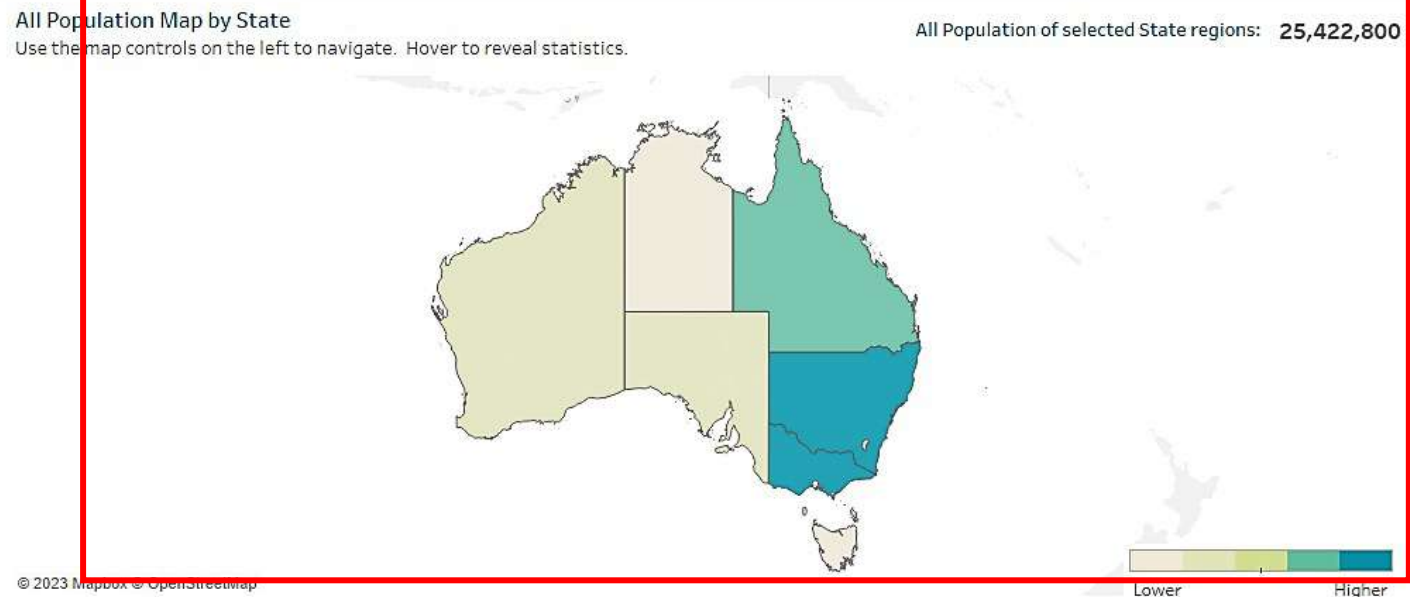 All Population Map by State
Use the map controls on the left to navigate. Hover to reveal statistics.
All Population of selected State regions: 25,422,800
© 2023 Mapbox © OpenStreetMap
Lower Higher